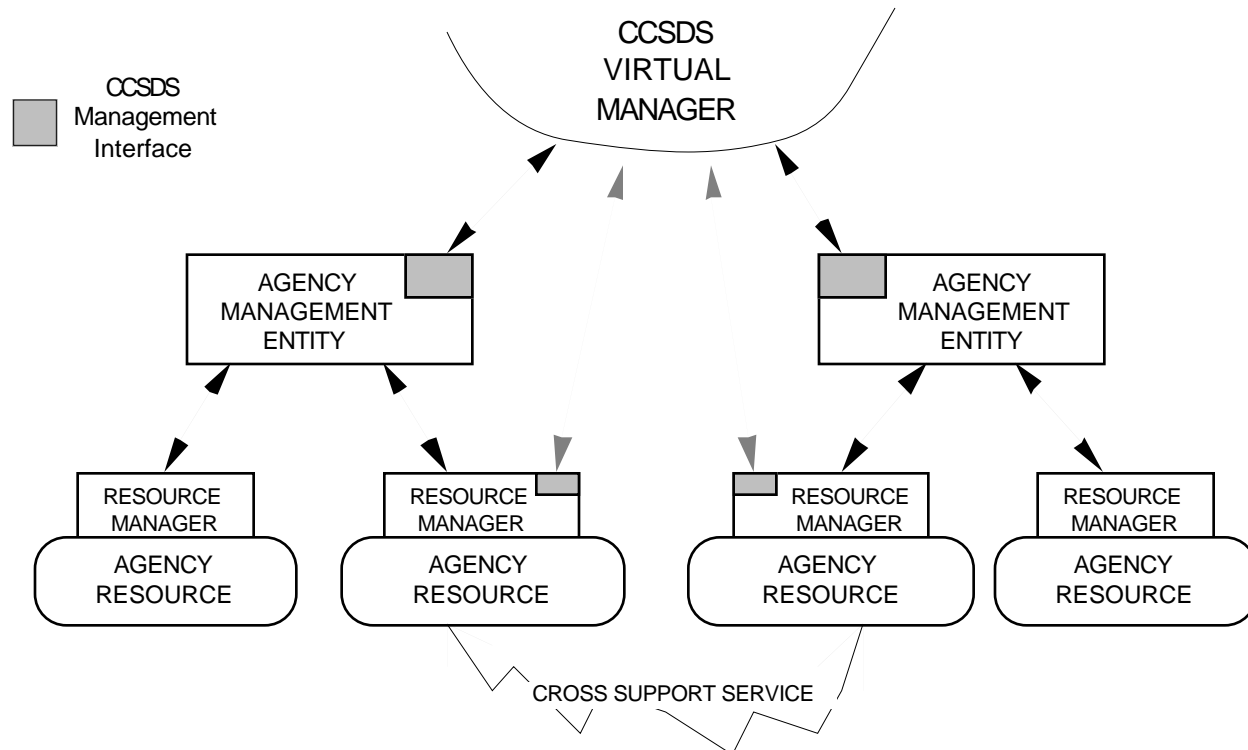 CCSDS
VIRTUAL
MANAGER
CCSDS
Management
Interface
AGENCY
MANAGEMENT
ENTITY
AGENCY
MANAGEMENT
ENTITY
RESOURCE
MANAGER
AGENCY
RESOURCE
RESOURCE
MANAGER
AGENCY
RESOURCE
RESOURCE
MANAGER
AGENCY
RESOURCE
RESOURCE
MANAGER
AGENCY
RESOURCE
CROSS SUPPORT SERVICE